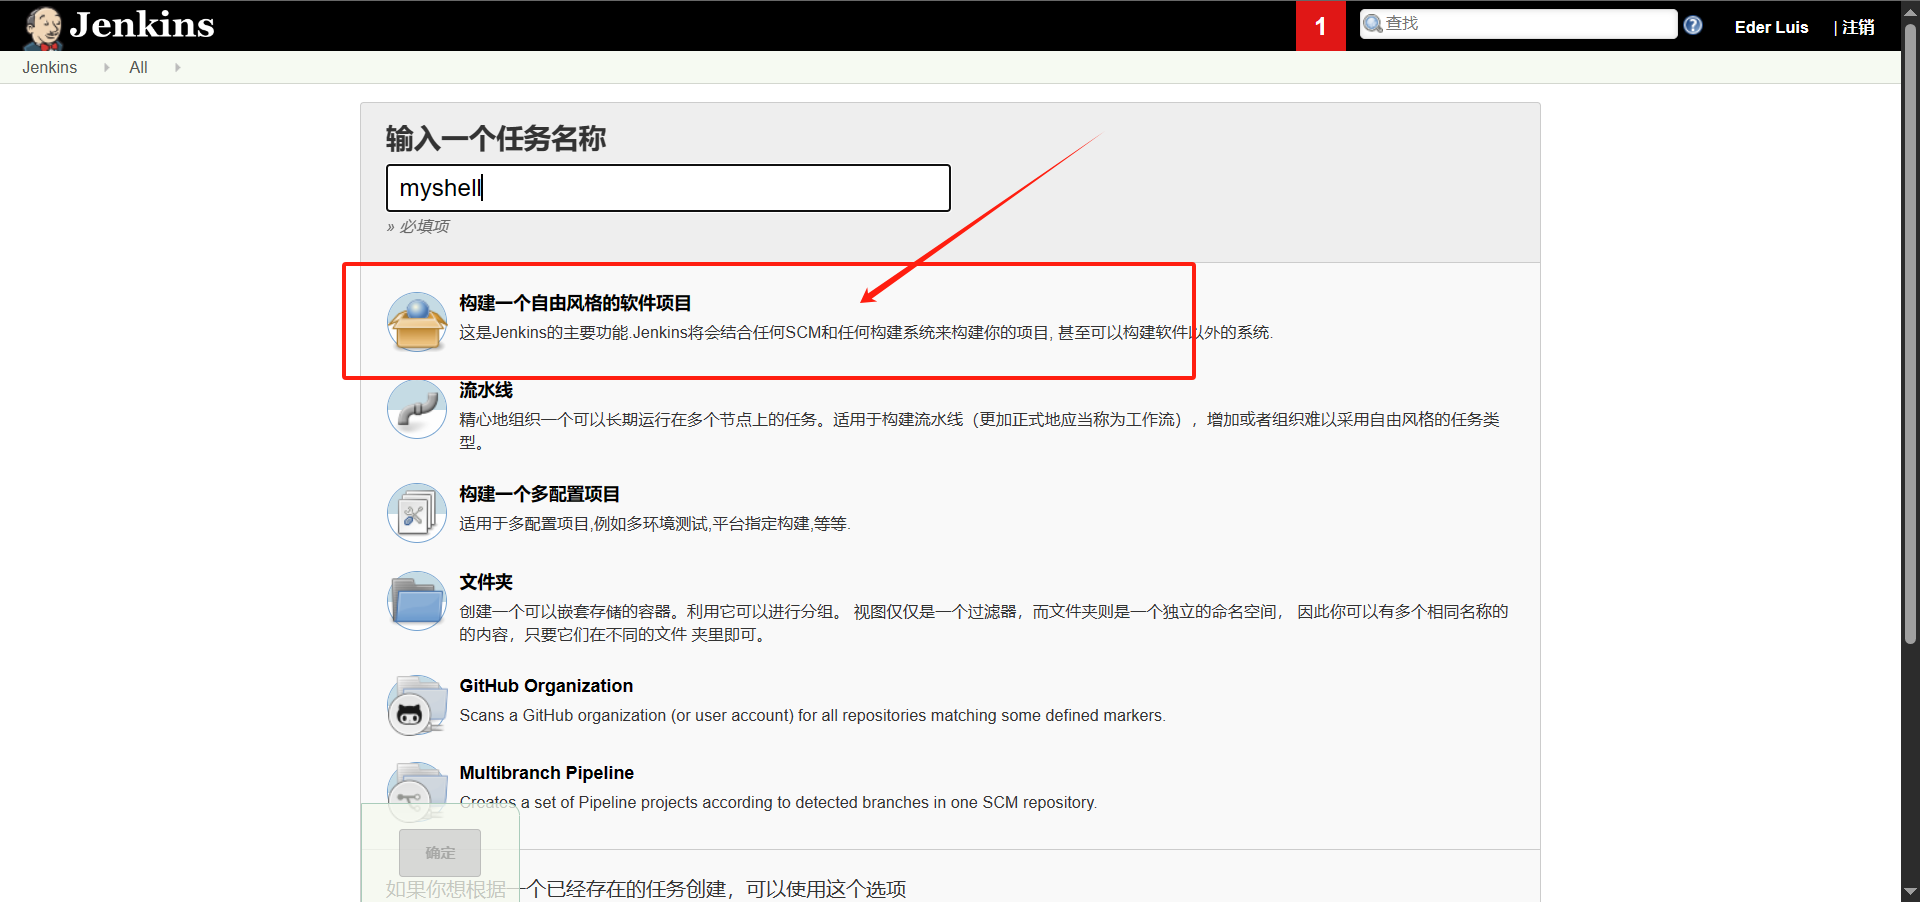 Jenkins
1
查找
Eder Luis
| 注销
Jenkins
All
输入一个任务名称
myshell
» 必填项
构建一个自由风格的软件项目
这是Jenkins的主要功能.Jenkins将会结合任何SCM和任何构建系统来构建你的项目, 甚至可以构建软件以外的系统.
流水线
精心地组织一个可以长期运行在多个节点上的任务。适用于构建流水线（更加正式地应当称为工作流），增加或者组织难以采用自由风格的任务类
型。
构建一个多配置项目
适用于多配置项目,例如多环境测试,平台指定构建,等等.
文件夹
创建一个可以嵌套存储的容器。利用它可以进行分组。 视图仅仅是一个过滤器，而文件夹则是一个独立的命名空间， 因此你可以有多个相同名称的
的内容，只要它们在不同的文件 夹里即可。
GitHub Organization
Scans a GitHub organization (or user account) for all repositories matching some defined markers.
Multibranch Pipeline
Creates a set of Pipeline projects according to detected branches in one SCM repository.
确定
如果你想根据一个已经存在的任务创建，可以使用这个选项